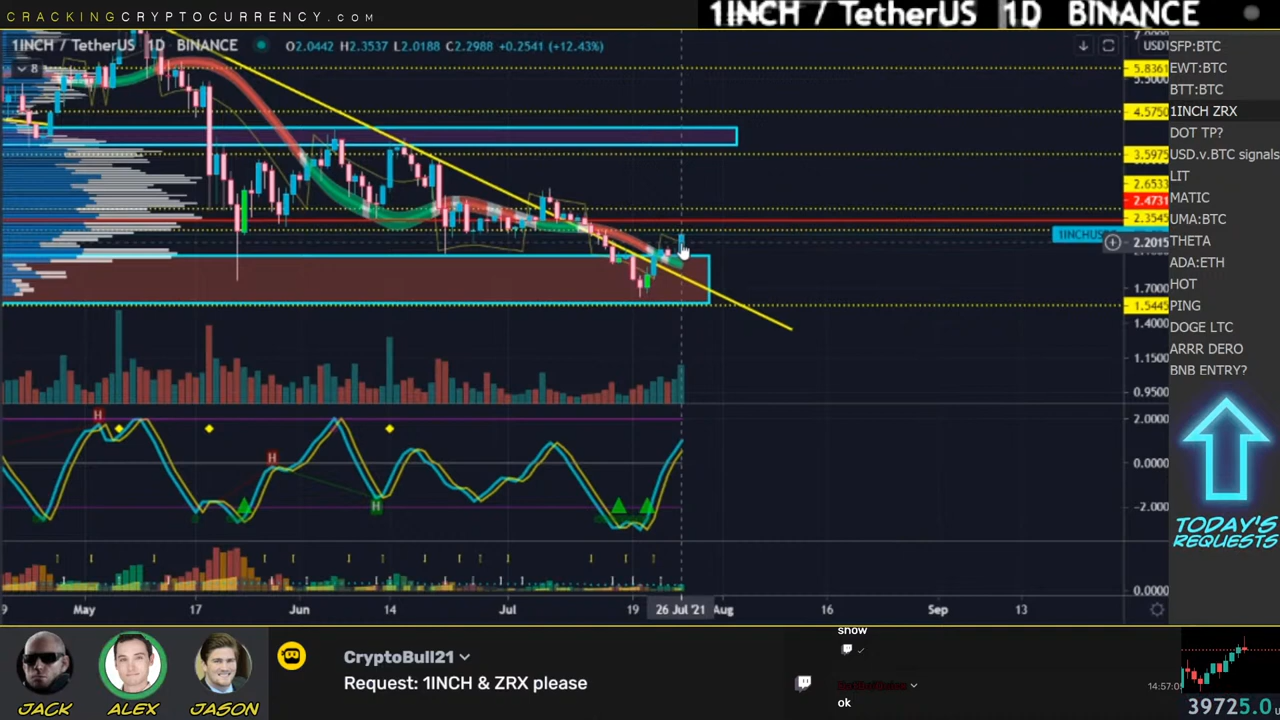 CRACKINGCRYPTOCURRENCY.com
1INCH / TetherUS 1D BINANCE
1INCH / TetherUS 1D BINANCE O2.0442 H2.3537 L2.0188 C2.2988 +0.2541 (+12.43%)
8
USDT
5.8361
4.5750
3.5975
2.6533
2.4731
2.3545
1INCHUS
2.2015
1.7000
1.5445
1.4000
1.1500
0.9500
2.0000
0.0000
-2.0000
0.0000
H
H
H
May
17
Jun
14
Jul
19
26 Jul '21
Aug
16
Sep
13
SFP:BTC
EWT:BTC
BTT:BTC
1INCH ZRX
DOT TP?
USD.v.BTC signals
LIT
MATIC
UMA:BTC
THETA
ADA:ETH
HOT
PING
DOGE LTC
ARRR DERO
BNB ENTRY?
TODAY'S
REQUESTS
JACK
ALEX
JASON
CryptoBull21
Request: 1INCH & ZRX please
show
ok
39725.0